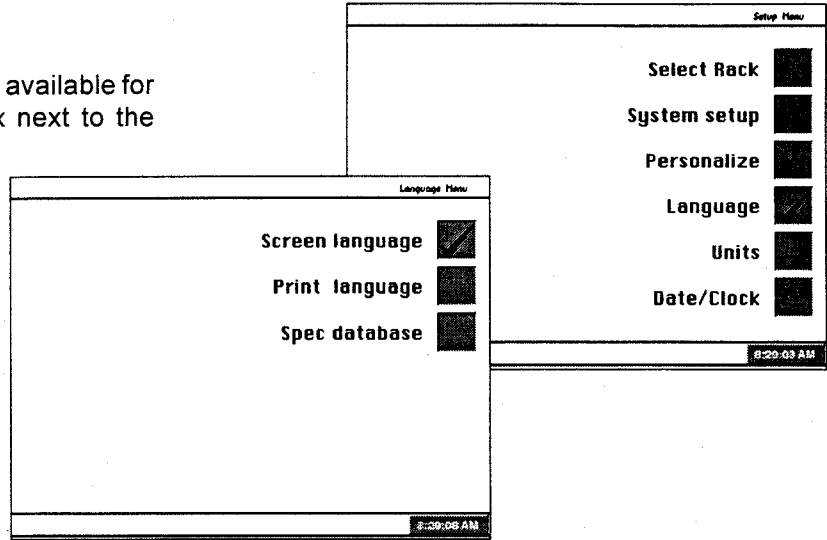 available for
next to the
Setup Menu
Select Rack
System setup
Personalize
Language
Units
Date/Clock
8:29:03 AM
Language Menu
Screen language
Print language
Spec database
8:29:06 AM